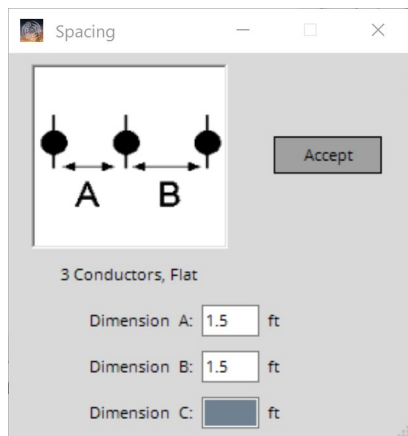 Spacing
A B
Accept
3 Conductors, Flat
Dimension A: 1.5 ft
Dimension B: 1.5 ft
Dimension C: ft